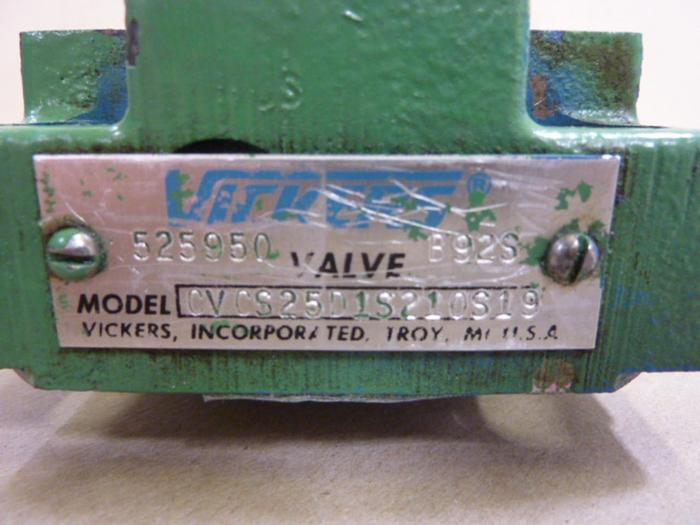 VICKERS ®
525950 B92S
VALVE
MODEL CVCS25D1S210S19
VICKERS, INCORPORATED, TROY, MI U.S.A